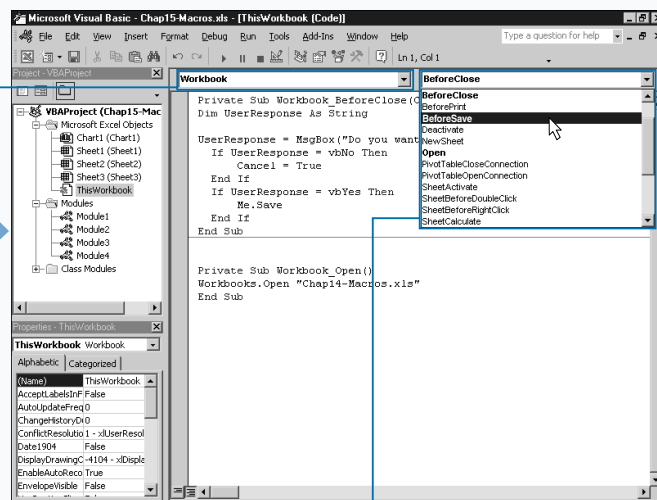 Microsoft Visual Basic - Chap15-Macros.xls - [ThisWorkbook (Code)]
File Edit View Insert Format Debug Run Tools Add-Ins Window Help
Type a question for help
Ln 1, Col 1
Project - VBAProject
VBAProject (Chap15-Mac
Microsoft Excel Objects
Chart1 (Chart1)
Sheet1 (Sheet1)
Sheet2 (Sheet2)
Sheet3 (Sheet3)
ThisWorkbook
Modules
Module1
Module2
Module3
Module4
Class Modules
Properties - ThisWorkbook
ThisWorkbook Workbook
Alphabetic Categorized
(Name) ThisWorkbook
AcceptLabelsInF False
AutoUpdateFreq 0
ChangeHistoryD 0
ConflictResolutio 1 - xlUserResol
Date1904 False
DisplayDrawingC -4104 - xlDispla
EnableAutoReco True
EnvelopeVisible False
Workbook
BeforeClose
Private Sub Workbook_BeforeClose(C
Dim UserResponse As String
UserResponse = MsgBox("Do you want
If UserResponse = vbNo Then
Cancel = True
End If
If UserResponse = vbYes Then
Me.Save
End If
End Sub
Private Sub Workbook_Open()
Workbooks.Open "Chap14-Macros.xls"
End Sub
BeforeClose
BeforePrint
BeforeSave
Deactivate
NewSheet
Open
PivotTableCloseConnection
PivotTableOpenConnection
SheetActivate
SheetBeforeDoubleClick
SheetBeforeRightClick
SheetCalculate